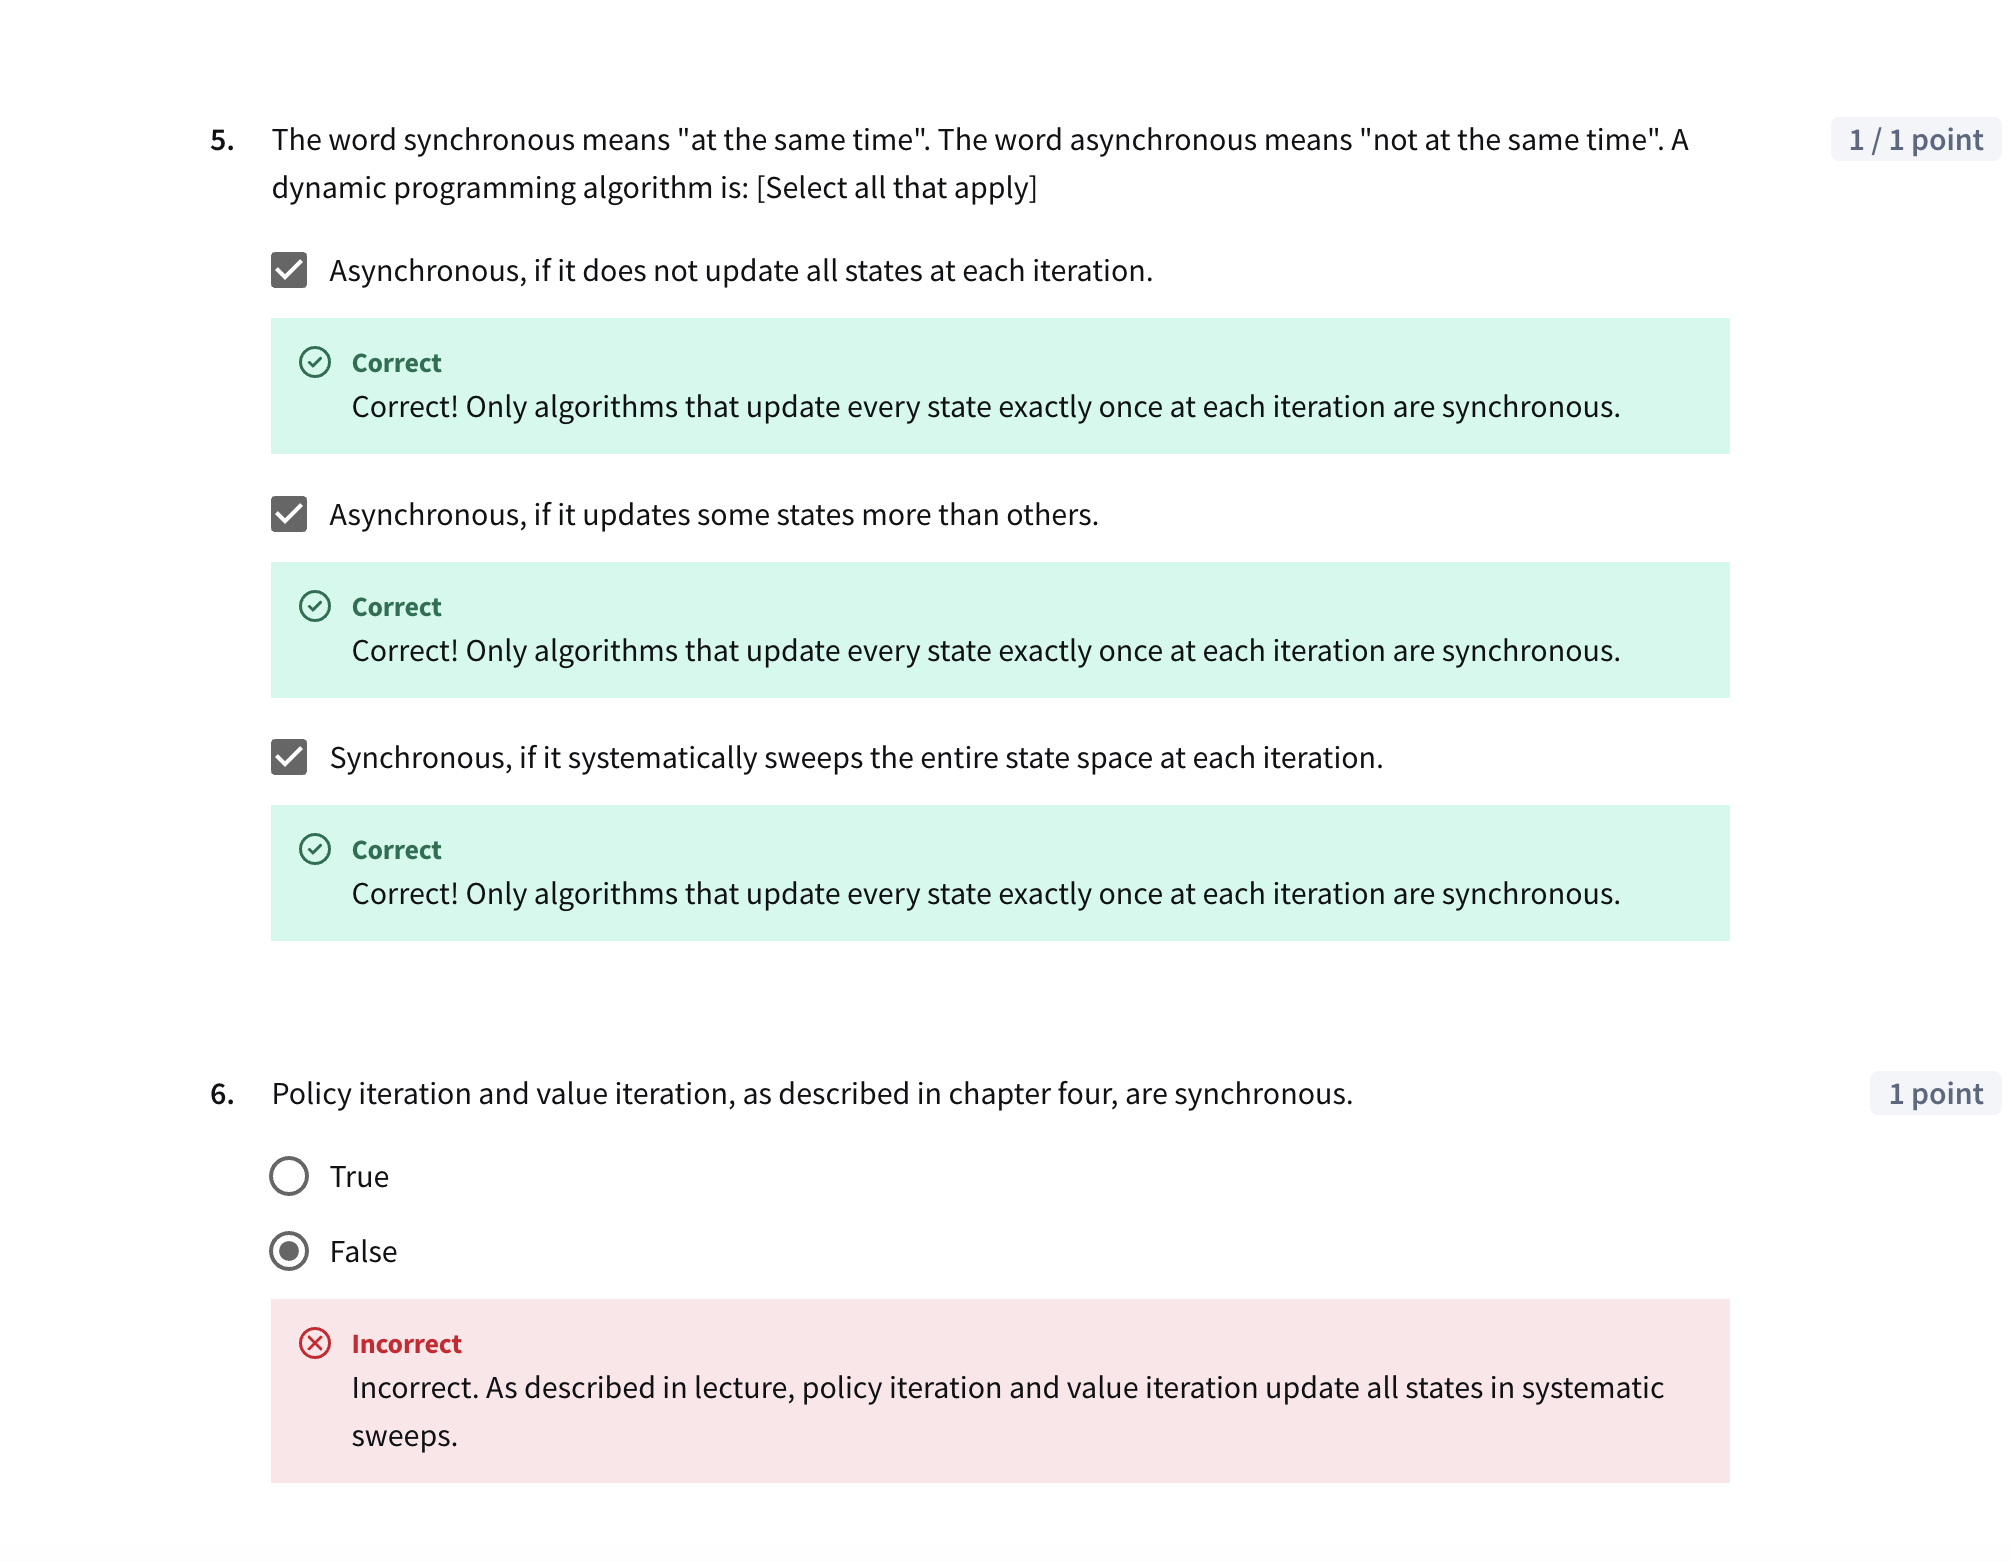 5. The word synchronous means "at the same time". The word asynchronous means "not at the same time". A
1 / 1 point
dynamic programming algorithm is: [Select all that apply]
Asynchronous, if it does not update all states at each iteration.
Correct
Correct! Only algorithms that update every state exactly once at each iteration are synchronous.
Asynchronous, if it updates some states more than others.
Correct
Correct! Only algorithms that update every state exactly once at each iteration are synchronous.
Synchronous, if it systematically sweeps the entire state space at each iteration.
Correct
Correct! Only algorithms that update every state exactly once at each iteration are synchronous.
6. Policy iteration and value iteration, as described in chapter four, are synchronous.
1 point
True
False
Incorrect
Incorrect. As described in lecture, policy iteration and value iteration update all states in systematic
sweeps.